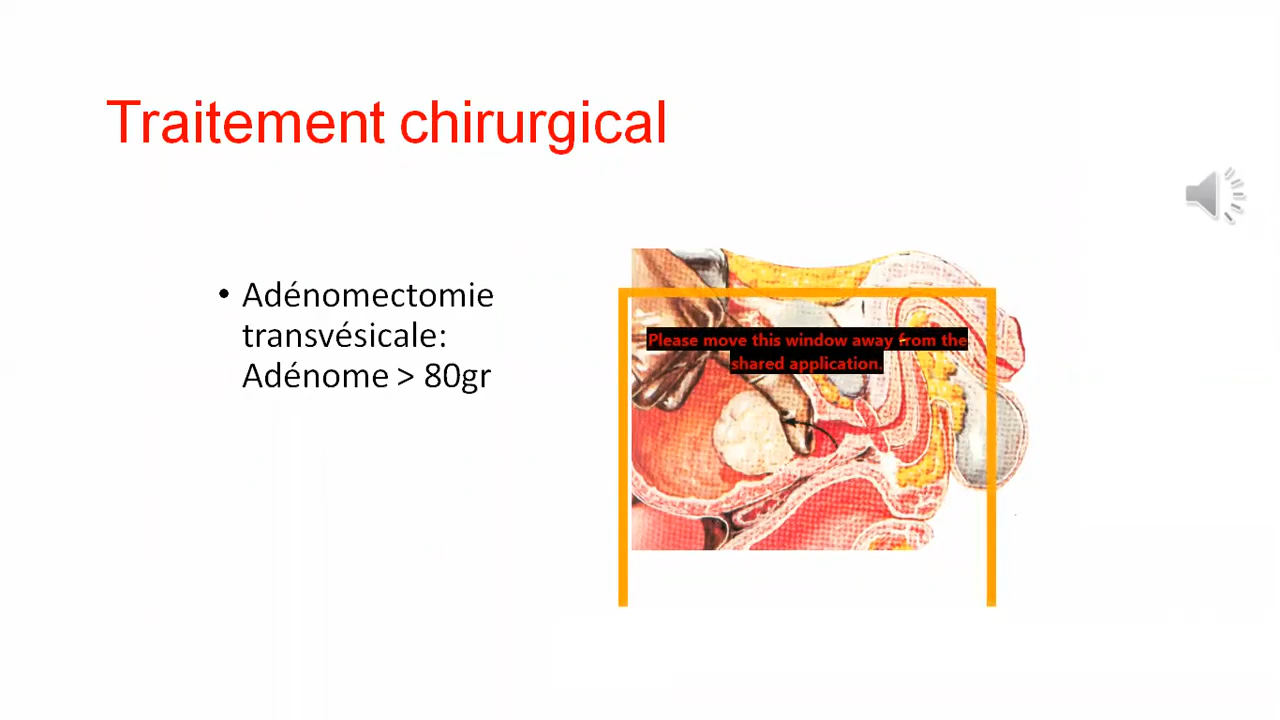 Traitement chirurgical
• Adénomectomie
transvésicale:
Adénome > 80gr
Please move this window away from the
shared application.